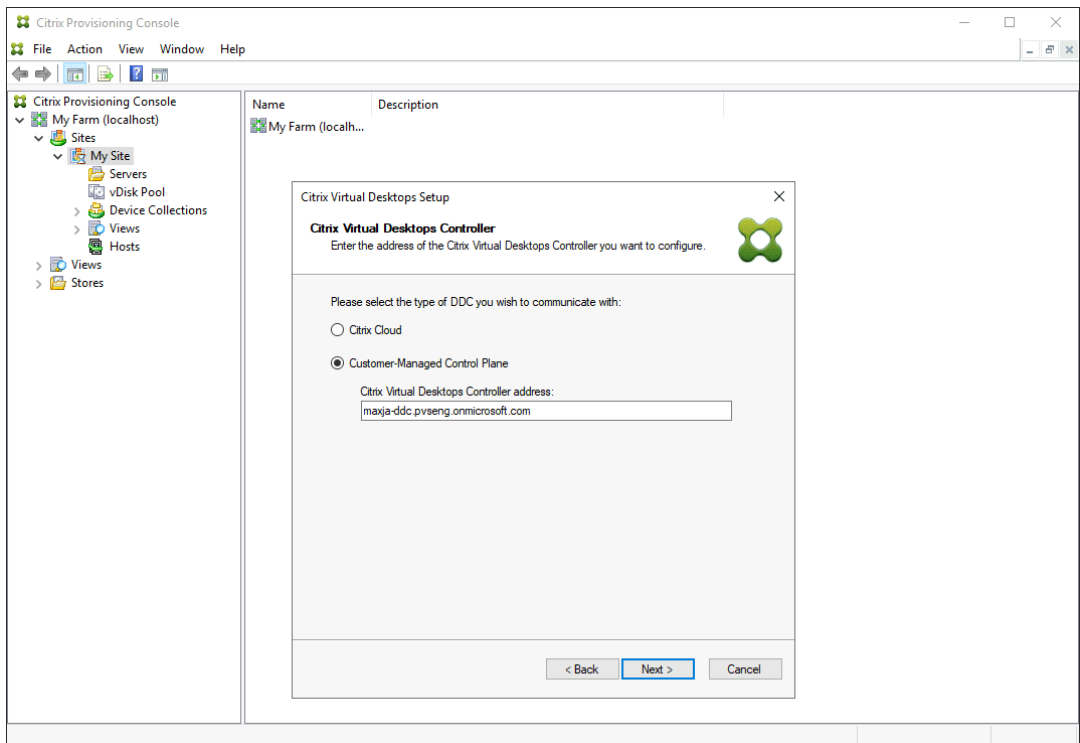 Citrix Provisioning Console
File Action View Window Help
Citrix Provisioning Console
My Farm (localhost)
Sites
My Site
Servers
vDisk Pool
Device Collections
Views
Hosts
Views
Stores
Name Description
My Farm (localh...
Citrix Virtual Desktops Setup
Citrix Virtual Desktops Controller
Enter the address of the Citrix Virtual Desktops Controller you want to configure.
Please select the type of DDC you wish to communicate with:
Citrix Cloud
Customer-Managed Control Plane
Citrix Virtual Desktops Controller address:
maxja-ddc.pvseng.onmicrosoft.com
< Back Next > Cancel